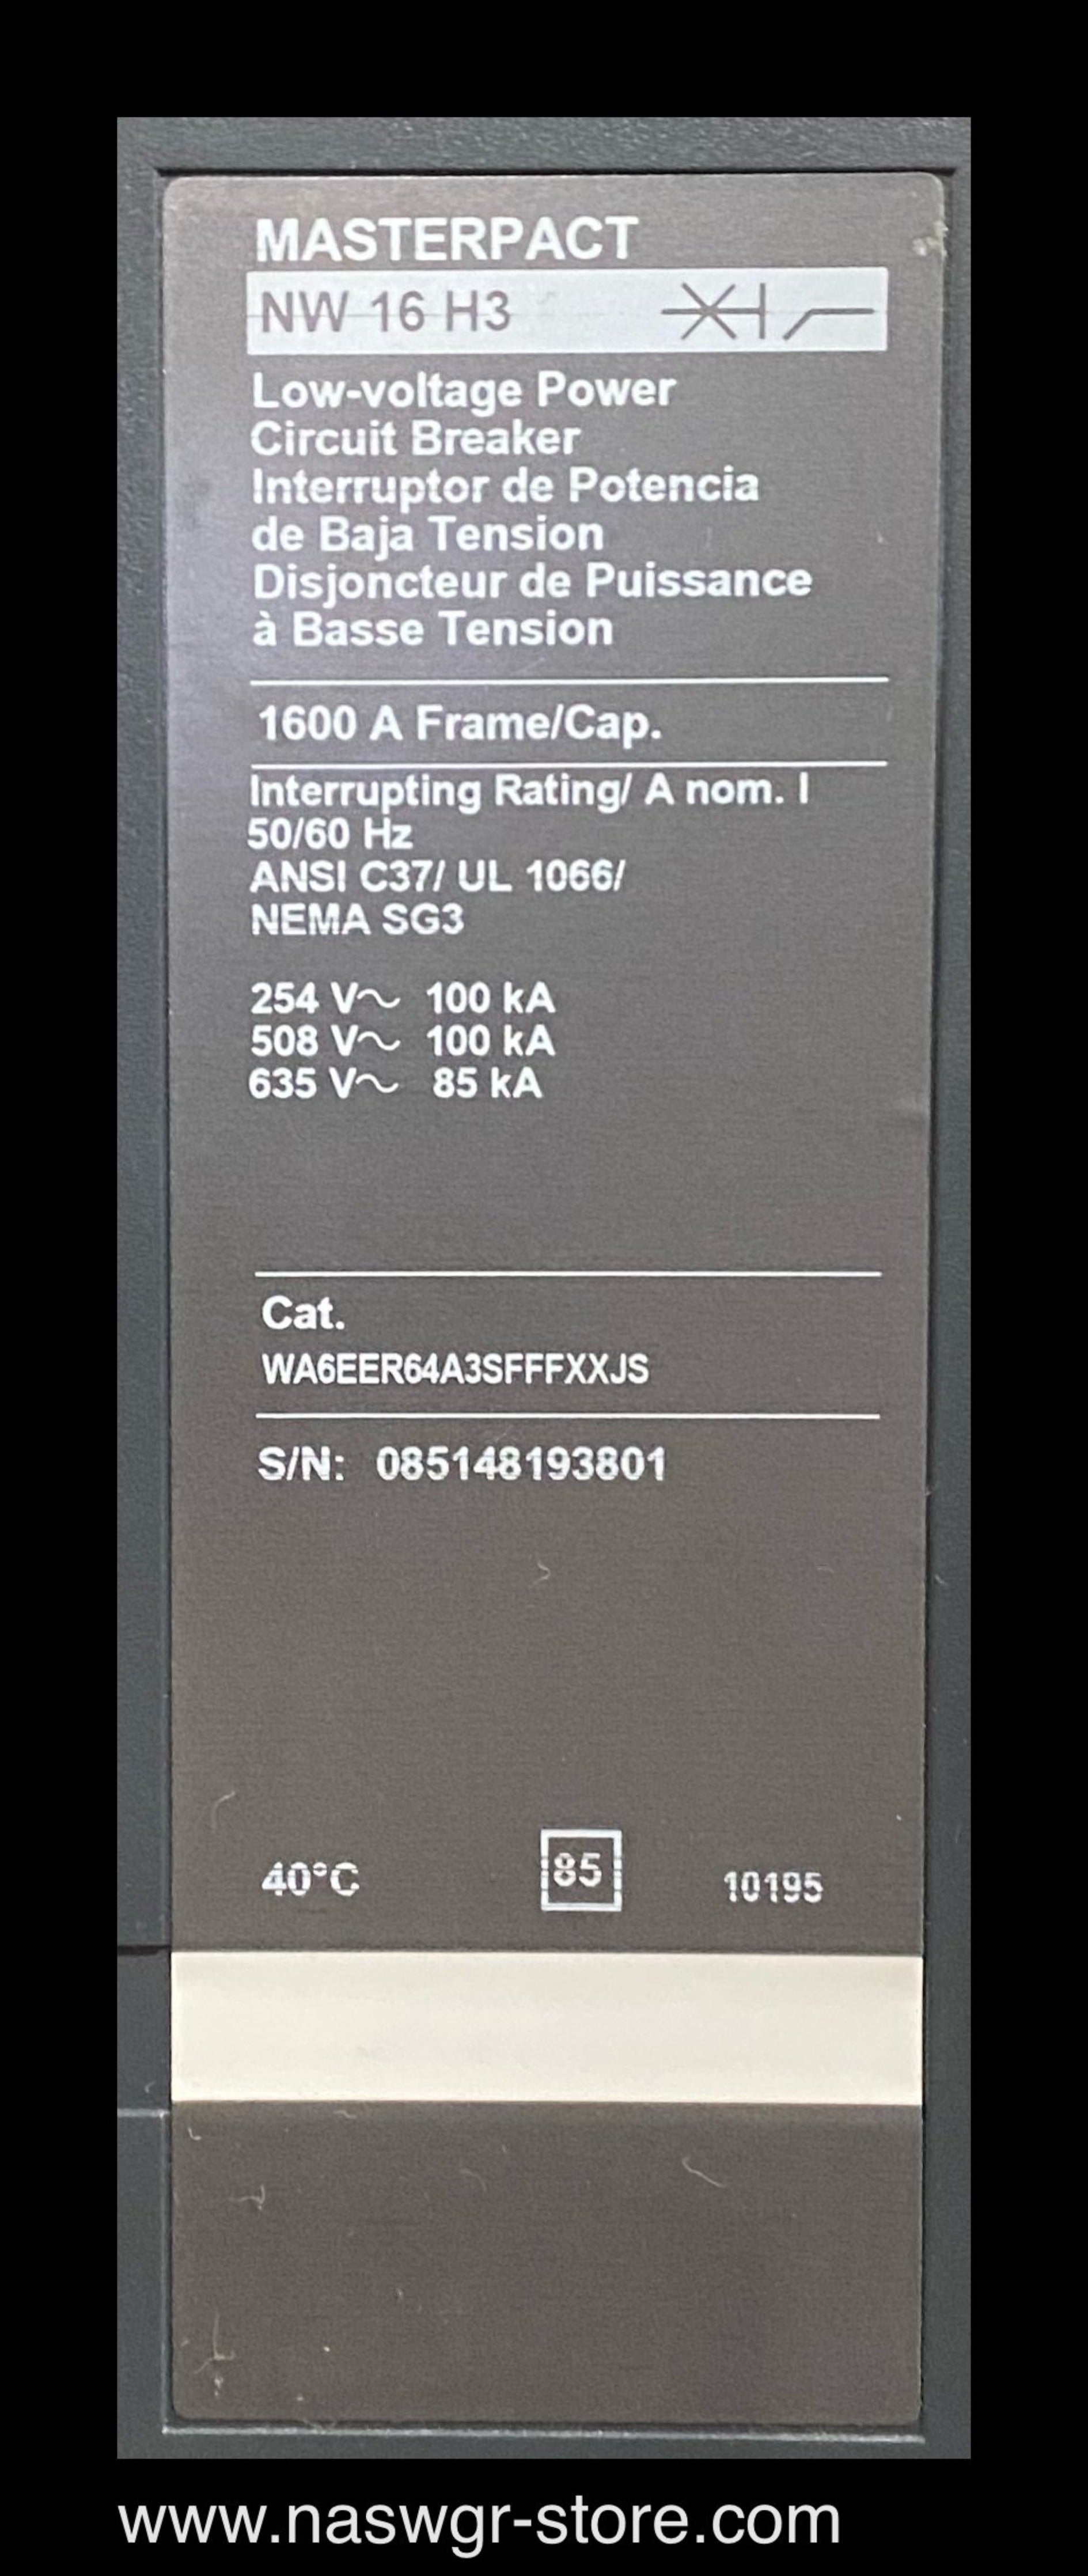 MASTERPACT
NW 16 H3
Low-voltage Power
Circuit Breaker
Interruptor de Potencia
de Baja Tension
Disjoncteur de Puissance
à Basse Tension
1600 A Frame/Cap.
Interrupting Rating/ A nom. I
50/60 Hz
ANSI C37/ UL 1066/
NEMA SG3
254 V~ 100 kA
508 V~ 100 kA
635 V~ 85 kA
Cat.
WA6EER64A3SFFFXXJS
S/N: 085148193801
40°C 85 10195
www.naswgr-store.com